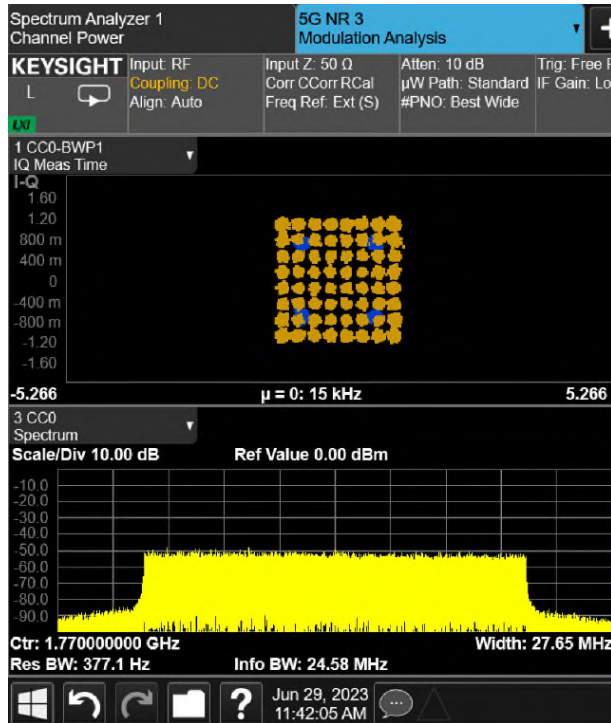 Spectrum Analyzer 1
Channel Power
5G NR 3
Modulation Analysis
KEYSIGHT
L
LXI
Input: RF
Coupling: DC
Align: Auto
Input Z: 50 Ω
Corr CCorr RCal
Freq Ref: Ext (S)
Atten: 10 dB
µW Path: Standard
#PNO: Best Wide
Trig: Free
IF Gain:
1 CC0-BWP1
IQ Meas Time
I-Q
1.60
1.20
800 m
400 m
0
-400 m
-800 m
-1.20
-1.60
-5.266
µ = 0: 15 kHz
5.266
3 CC0
Spectrum
Scale/Div 10.00 dB
Ref Value 0.00 dBm
-10.0
-20.0
-30.0
-40.0
-50.0
-60.0
-70.0
-80.0
-90.0
Ctr: 1.770000000 GHz
Width: 27.65 MHz
Res BW: 377.1 Hz
Info BW: 24.58 MHz
?
Jun 29, 2023
11:42:05 AM